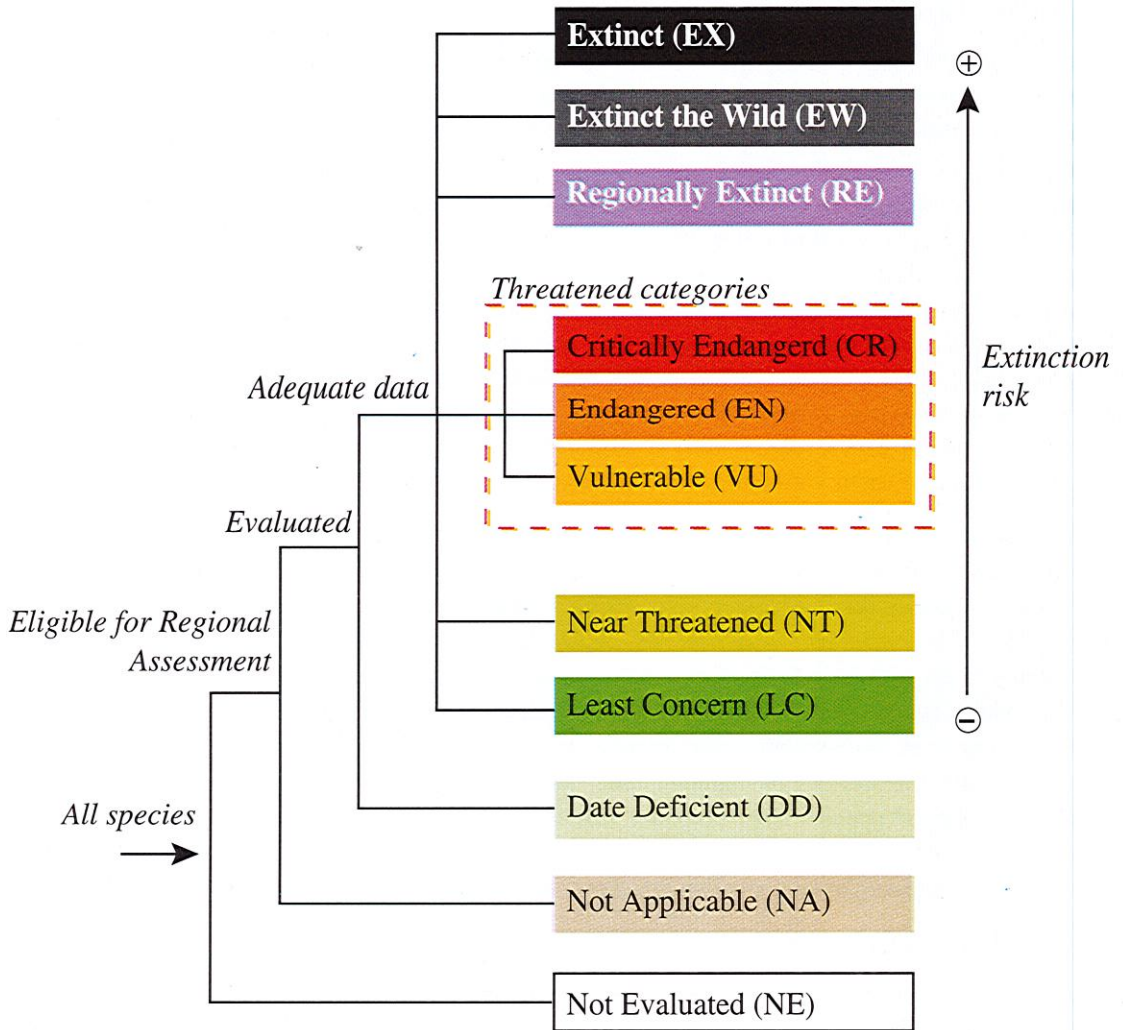 Extinct (EX)
+
Extinct the Wild (EW)
Regionally Extinct (RE)
Threatened categories
Critically Endangerd (CR)
Extinction
risk
Adequate data
Endangered (EN)
Vulnerable (VU)
Evaluated
Eligible for Regional
Assessment
Near Threatened (NT)
Least Concern (LC)
−
All species
Date Deficient (DD)
Not Applicable (NA)
Not Evaluated (NE)